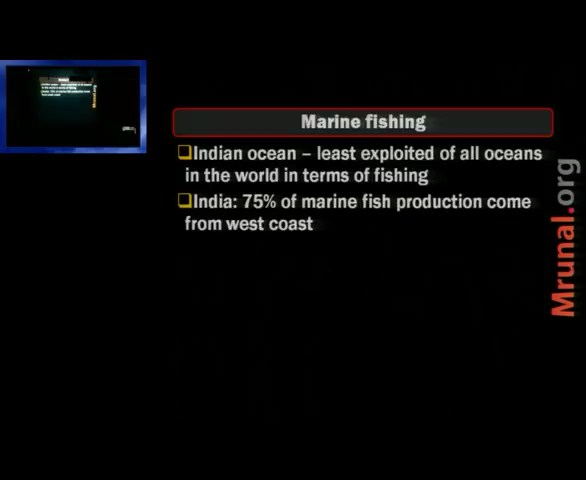 Marine fishing
❑Indian ocean – least exploited of all oceans
in the world in terms of fishing
❑India: 75% of marine fish production come
from west coast
Mrunal.org